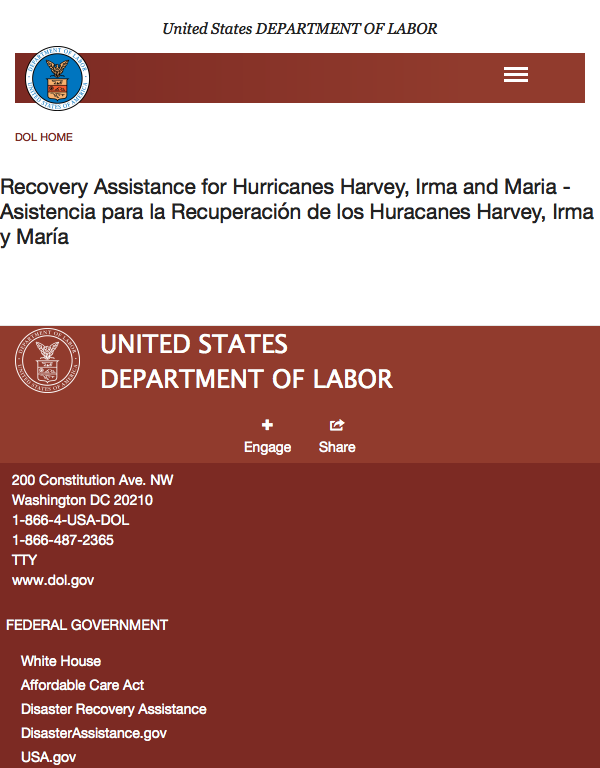 United States DEPARTMENT OF LABOR
DOL HOME
Recovery Assistance for Hurricanes Harvey, Irma and Maria -
Asistencia para la Recuperación de los Huracanes Harvey, Irma
y María
UNITED STATES
DEPARTMENT OF LABOR
Engage
Share
200 Constitution Ave. NW
Washington DC 20210
1-866-4-USA-DOL
1-866-487-2365
TTY
www.dol.gov
FEDERAL GOVERNMENT
White House
Affordable Care Act
Disaster Recovery Assistance
DisasterAssistance.gov
USA.gov